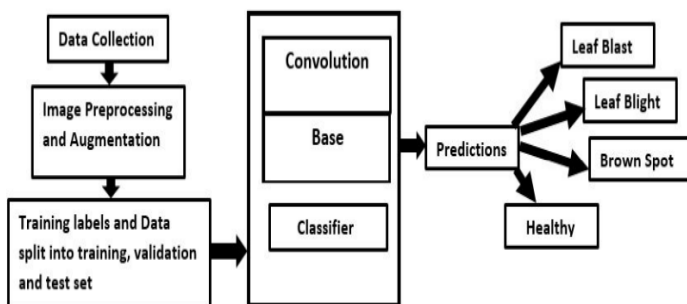 Data Collection
Image Preprocessing
and Augmentation
Training labels and Data
split into training, validation
and test set
Convolution
Base
Classifier
Predictions
Leaf Blast
Leaf Blight
Brown Spot
Healthy